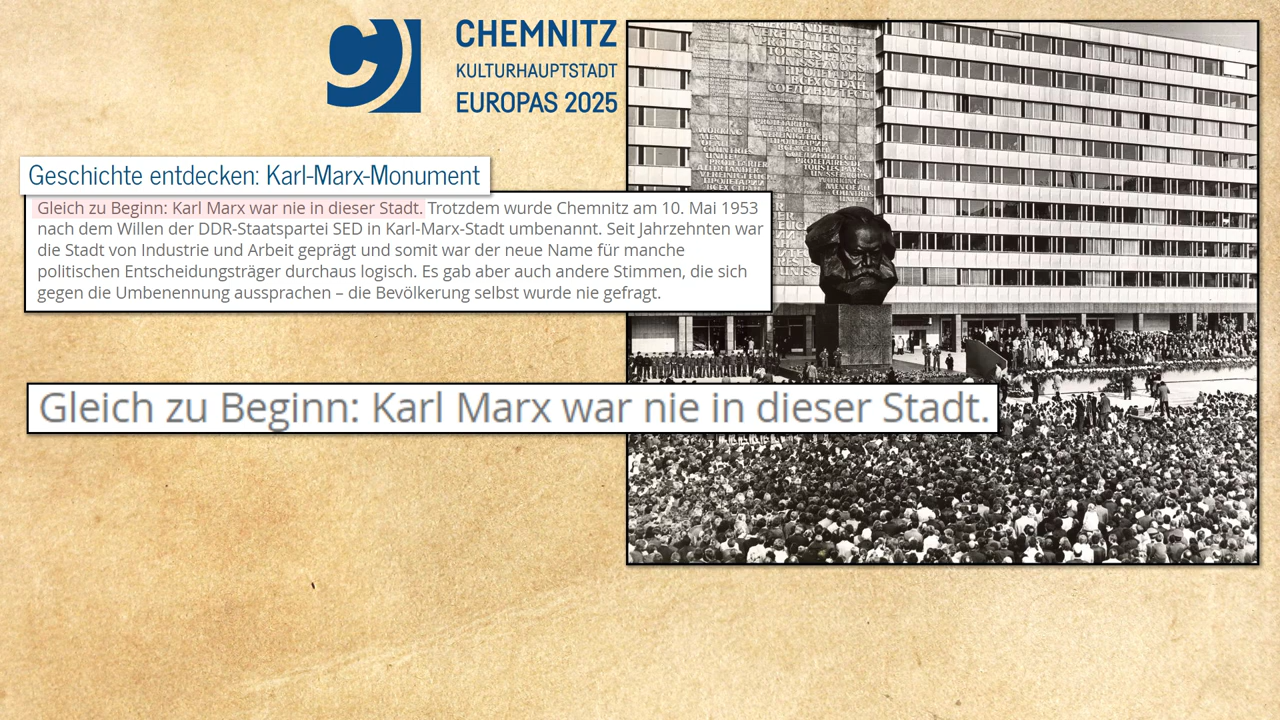 CHEMNITZ
KULTURHAUPTSTADT
EUROPAS 2025
Geschichte entdecken: Karl-Marx-Monument
Gleich zu Beginn: Karl Marx war nie in dieser Stadt. Trotzdem wurde Chemnitz am 10. Mai 1953
nach dem Willen der DDR-Staatspartei SED in Karl-Marx-Stadt umbenannt. Seit Jahrzehnten war
die Stadt von Industrie und Arbeit geprägt und somit war der neue Name für manche
politischen Entscheidungsträger durchaus logisch. Es gab aber auch andere Stimmen, die sich
gegen die Umbenennung aussprachen – die Bevölkerung selbst wurde nie gefragt.
Gleich zu Beginn: Karl Marx war nie in dieser Stadt.